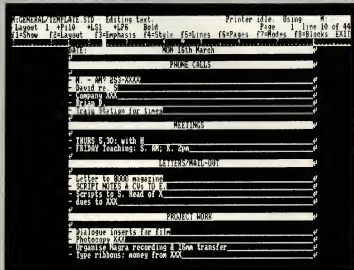 M:GENERAL/TEMPLATE.STD Editing text. Printer idle. Using M:
Layout 1 +Pi10 +LS1 +LP6 Bold Page 1 line 10 of 44
f1=Show f2=Layout f3=Emphasis f4=Style f5=Lines f6=Pages f7=Modes f8=Blocks EXIT
DATE: MON 16th March
PHONE CALLS
- M. - AM? 259-XXXX
- David re. S
- Company XXX
- Brian D.
- Train Station for times
MEETINGS
- THURS 5,30: with H
- FRIDAY Teaching: S. AM; K. 2pm
LETTERS/MAIL-OUT
- Letter to 8000 magazine
- SCRIPT NOTES & CVs TO E.M
- Scripts to S. Head of X
- dues to XXX
PROJECT WORK
- Dialogue inserts for film
- Photocopy XXX
- Organise Nagra recording & 16mm transfer
- Type ribbons: money from XXX